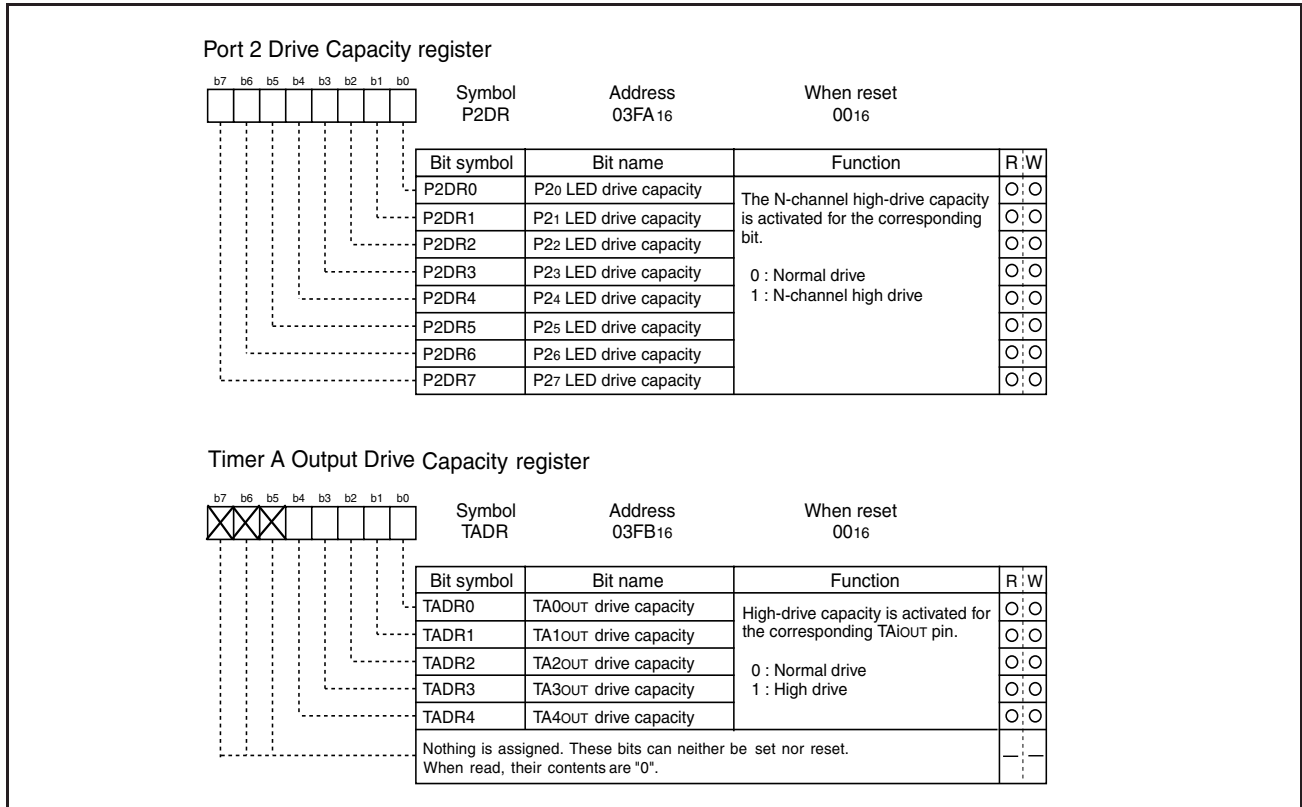 Port 2 Drive Capacity register
b7 b6 b5 b4 b3 b2 b1 b0
Symbol Address When reset
P2DR 03FA16 0016
Bit symbol Bit name Function R W
P2DR0 P20 LED drive capacity
P2DR1 P21 LED drive capacity
P2DR2 P22 LED drive capacity
P2DR3 P23 LED drive capacity
P2DR4 P24 LED drive capacity
P2DR5 P25 LED drive capacity
P2DR6 P26 LED drive capacity
P2DR7 P27 LED drive capacity
The N-channel high-drive capacity
is activated for the corresponding
bit.
0 : Normal drive
1 : N-channel high drive
Timer A Output Drive Capacity register
b7 b6 b5 b4 b3 b2 b1 b0
Symbol Address When reset
TADR 03FB16 0016
Bit symbol Bit name Function R W
TADR0 TA0OUT drive capacity
TADR1 TA1OUT drive capacity
TADR2 TA2OUT drive capacity
TADR3 TA3OUT drive capacity
TADR4 TA4OUT drive capacity
High-drive capacity is activated for
the corresponding TAiOUT pin.
0 : Normal drive
1 : High drive
Nothing is assigned. These bits can neither be set nor reset.
When read, their contents are "0".